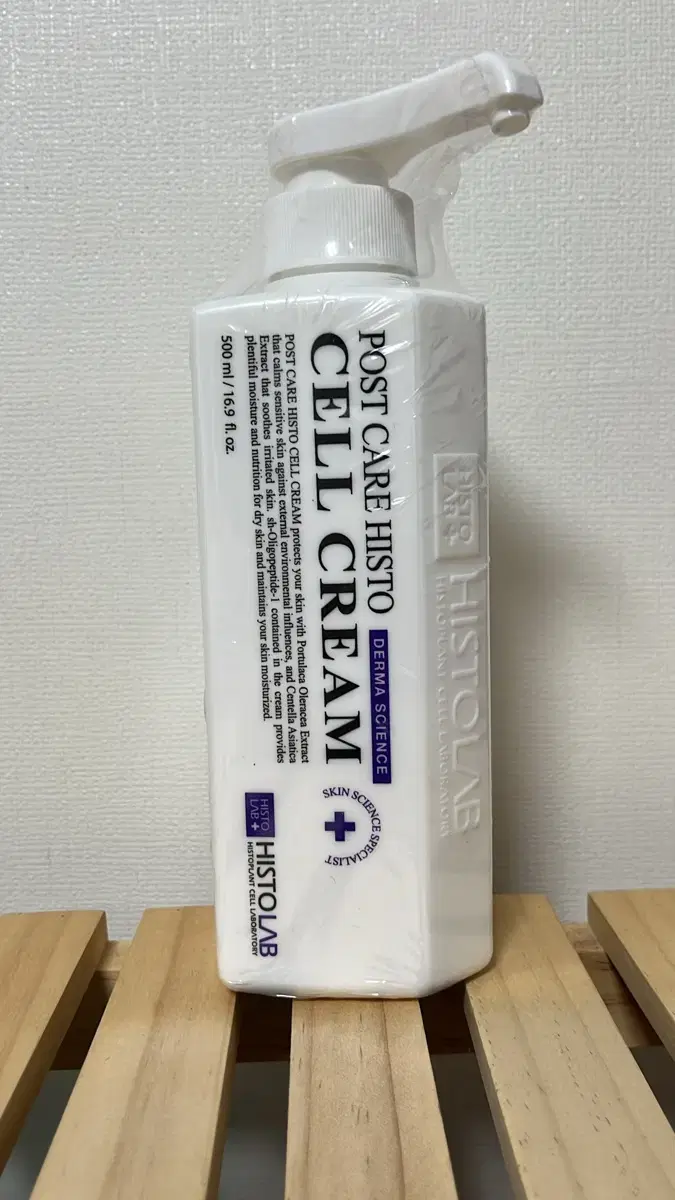 POST CARE HISTO
DERMA SCIENCE
CELL CREAM
POST CARE HISTO CELL CREAM protects your skin with Portulaca Oleracea Extract
that calms sensitive skin against external environmental influences, and Centella Asiatica
Extract that soothes irritated skin. sh-Oligopeptide-1 contained in the cream provides
plentiful moisture and nutrition for dry skin and maintains your skin moisturized.
500 ml / 16.9 fl. oz.
SKIN SCIENCE SPECIALIST
HISTO
LAB+
HISTOLAB
HISTOPLANT CELL LABORATORY
HISTO
LAB+
HISTOLAB
HISTOPLANT CELL LABORATORY